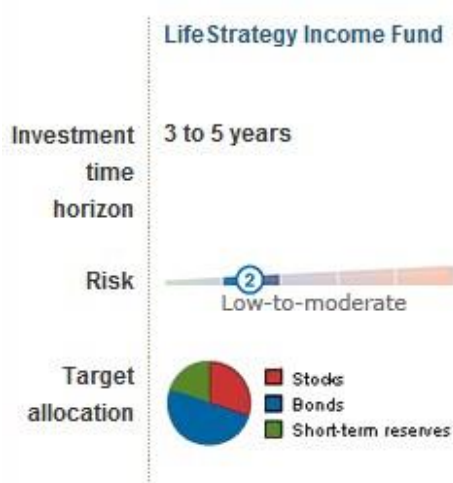 LifeStrategy Income Fund
Investment
time
horizon
3 to 5 years
Risk
2
Low-to-moderate
Target
allocation
Stocks
Bonds
Short-term reserves